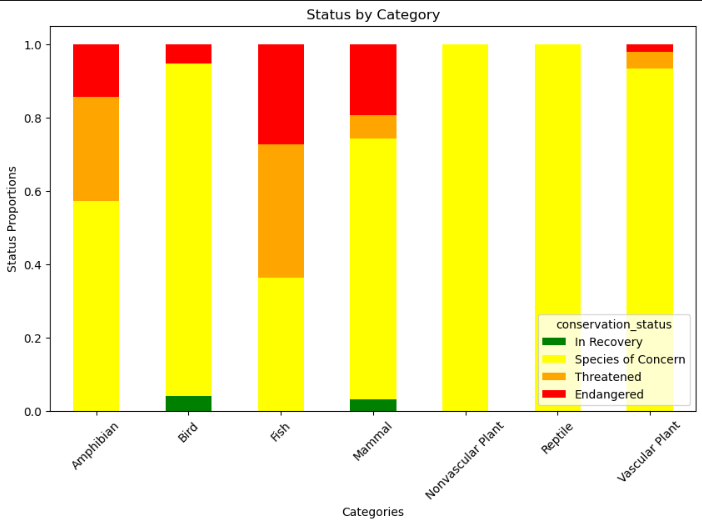 Status by Category
1.0
0.8
0.6
0.4
0.2
0.0
Status Proportions
conservation_status
In Recovery
Species of Concern
Threatened
Endangered
Amphibian
Bird
Fish
Mammal
Nonvascular Plant
Reptile
Vascular Plant
Categories